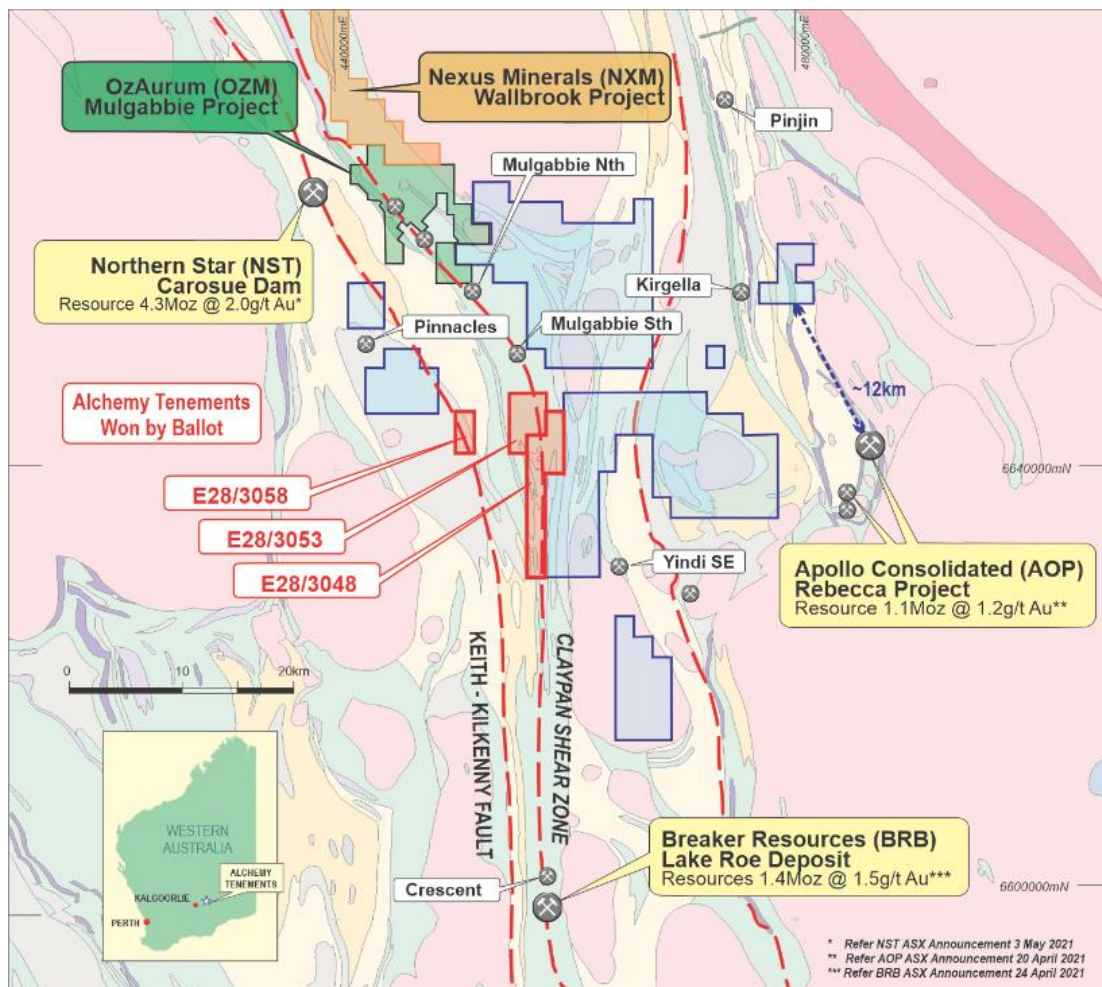 440000mE
480000mE
OzAurum (OZM)
Mulgabbie Project
Nexus Minerals (NXM)
Wallbrook Project
Pinjin
Mulgabbie Nth
Northern Star (NST)
Carosue Dam
Resource 4.3Moz @ 2.0g/t Au*
Kirgella
Pinnacles
Mulgabbie Sth
~12km
Alchemy Tenements
Won by Ballot
6640000mN
E28/3058
E28/3053
E28/3048
Yindi SE
Apollo Consolidated (AOP)
Rebecca Project
Resource 1.1Moz @ 1.2g/t Au**
KEITH - KILKENNY FAULT
CLAYPAN SHEAR ZONE
0 10 20km
WESTERN
AUSTRALIA
ALCHEMY
TENEMENTS
KALGOORLIE
PERTH
Breaker Resources (BRB)
Lake Roe Deposit
Resources 1.4Moz @ 1.5g/t Au***
Crescent
6600000mN
* Refer NST ASX Announcement 3 May 2021
** Refer AOP ASX Announcement 20 April 2021
*** Refer BRB ASX Announcement 24 April 2021